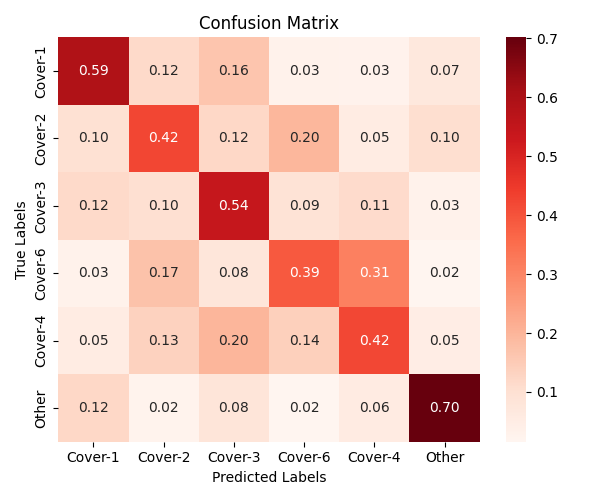 Confusion Matrix
Cover-1 0.59 0.12 0.16 0.03 0.03 0.07
Cover-2 0.10 0.42 0.12 0.20 0.05 0.10
Cover-3 0.12 0.10 0.54 0.09 0.11 0.03
Cover-6 0.03 0.17 0.08 0.39 0.31 0.02
Cover-4 0.05 0.13 0.20 0.14 0.42 0.05
Other 0.12 0.02 0.08 0.02 0.06 0.70
True Labels
Cover-1 Cover-2 Cover-3 Cover-6 Cover-4 Other
Predicted Labels
0.7
0.6
0.5
0.4
0.3
0.2
0.1